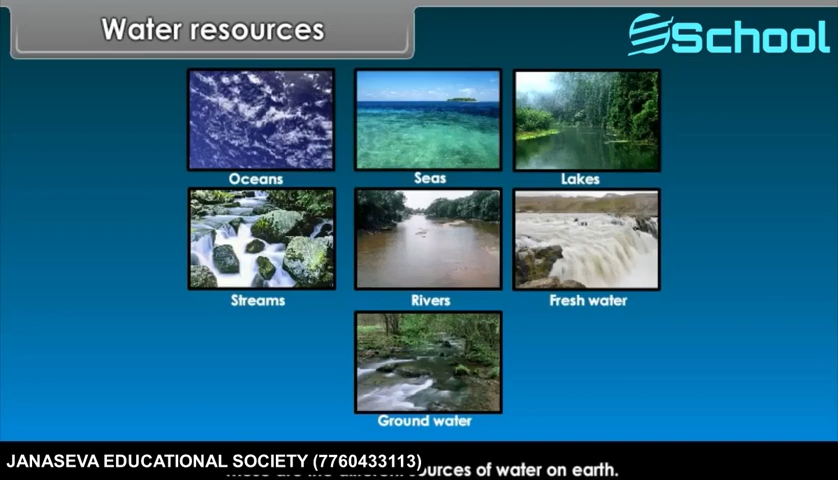 Water resources
School
Oceans
Seas
Lakes
Streams
Rivers
Fresh water
Ground water
JANASEVA EDUCATIONAL SOCIETY (7760433113)
of water on earth.